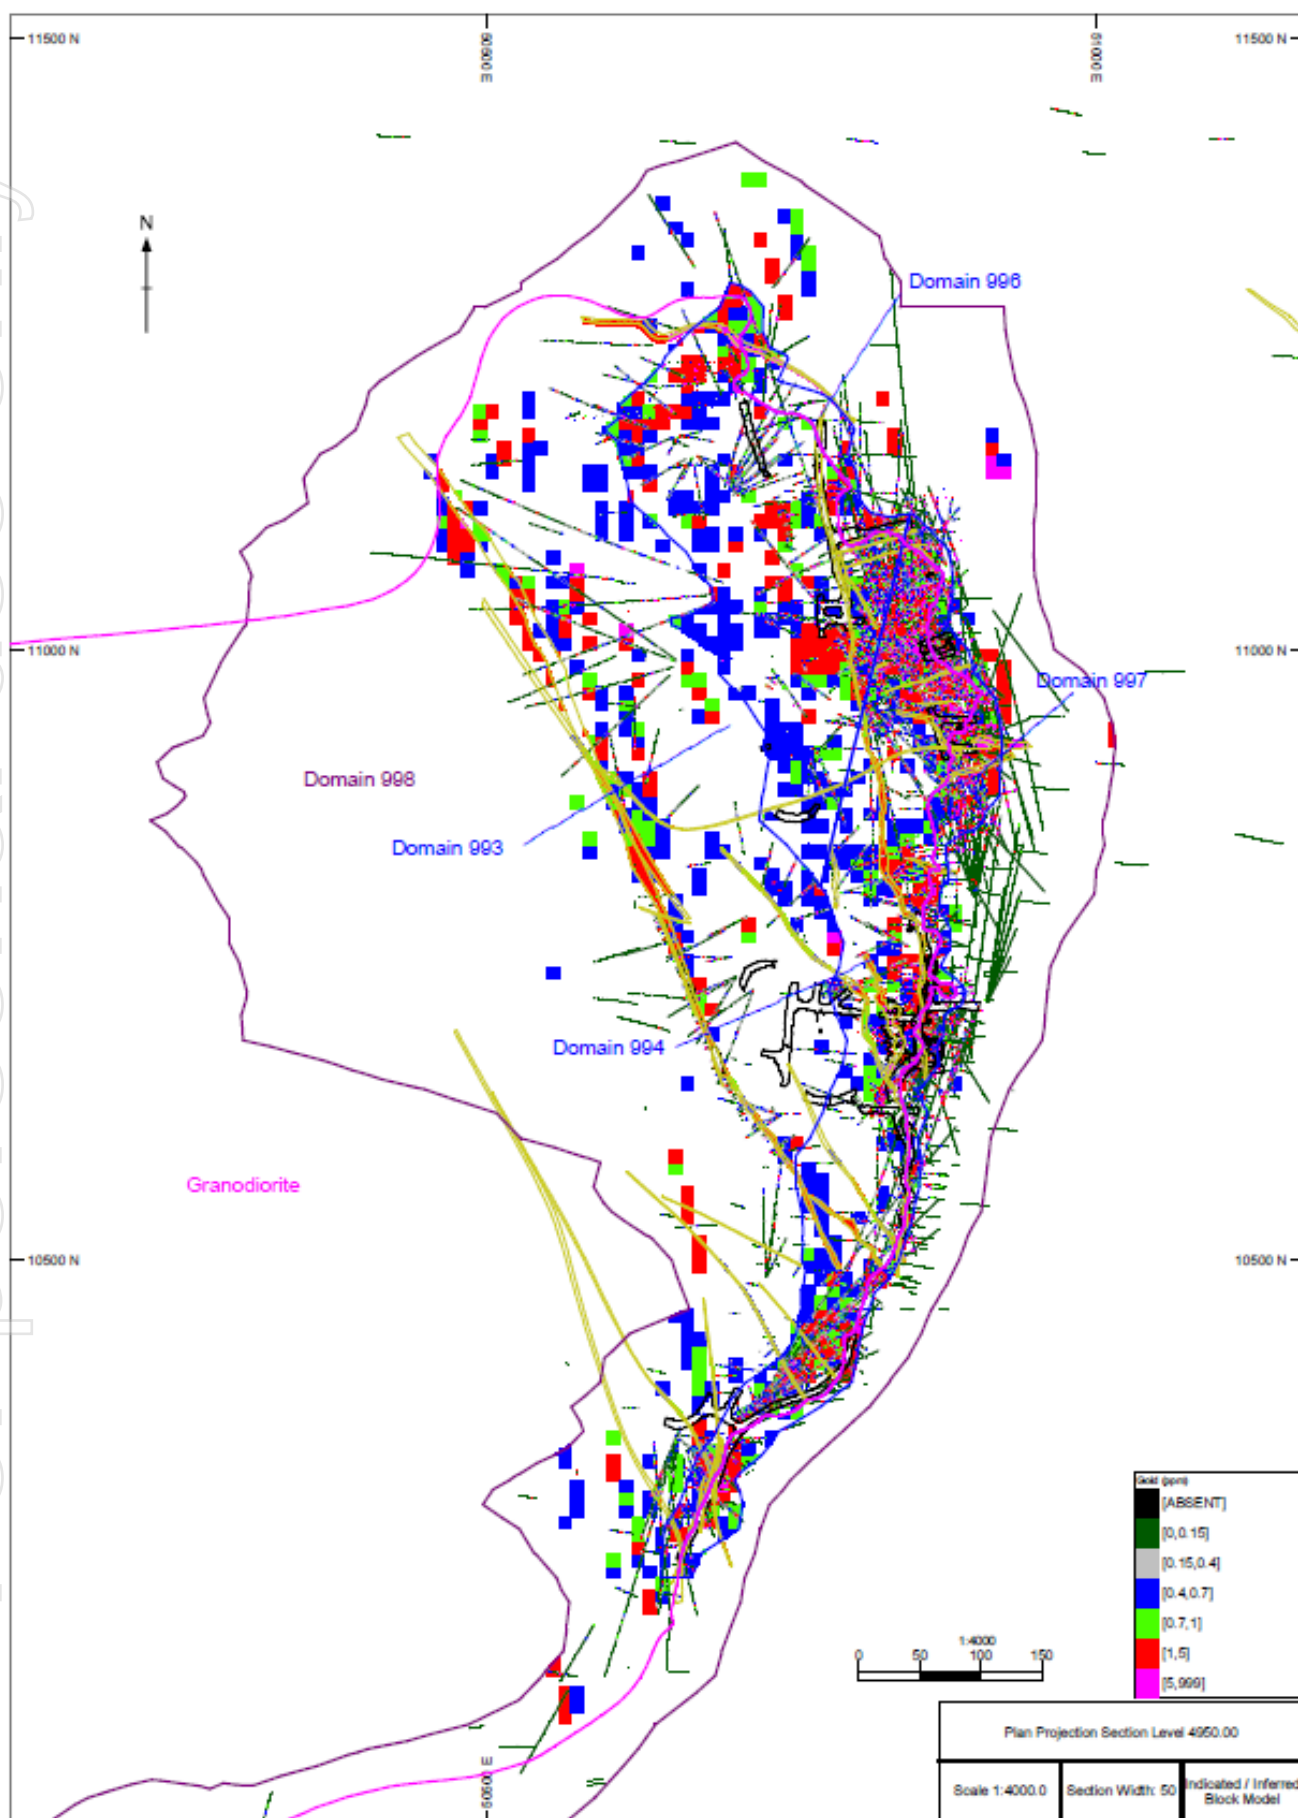 11500 N
50500 E
51000 E
11500 N
N
Domain 996
11000 N
11000 N
Domain 997
Domain 998
Domain 993
Domain 994
Granodiorite
10500 N
10500 N
Gold (ppm)
[ABSENT]
[0,0.15]
[0.15,0.4]
[0.4,0.7]
[0.7,1]
[1,5]
[5,999]
1:4000
0 50 100 150
Plan Projection Section Level 4950.00
Scale 1:4000.0
Section Width: 50
Indicated / Inferred
Block Model
50500 E